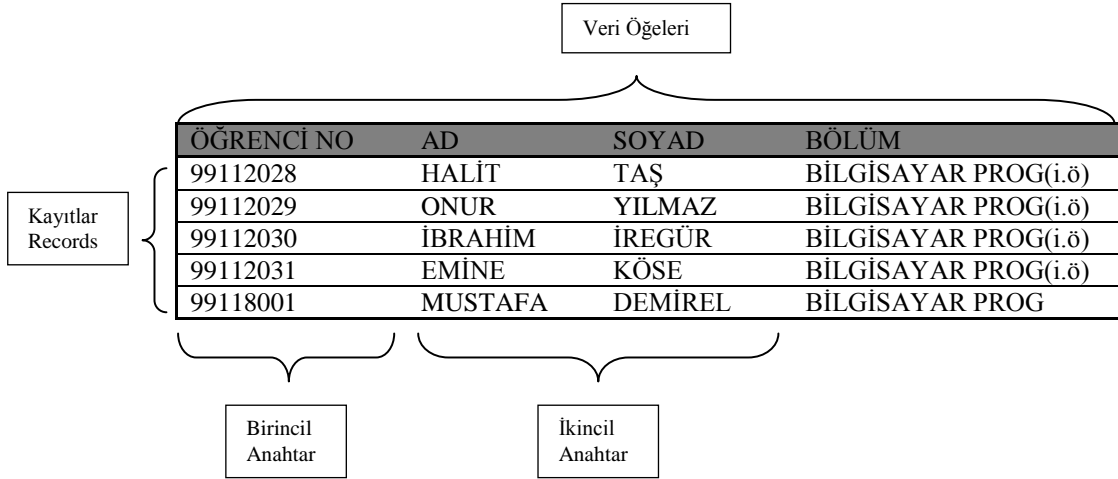 Veri Öğeleri
ÖĞRENCİ NO AD SOYAD BÖLÜM
99112028 HALİT TAŞ BİLGİSAYAR PROG(i.ö)
99112029 ONUR YILMAZ BİLGİSAYAR PROG(i.ö)
99112030 İBRAHİM İREGÜR BİLGİSAYAR PROG(i.ö)
99112031 EMİNE KÖSE BİLGİSAYAR PROG(i.ö)
99118001 MUSTAFA DEMİREL BİLGİSAYAR PROG
Kayıtlar
Records
Birincil
Anahtar
İkincil
Anahtar